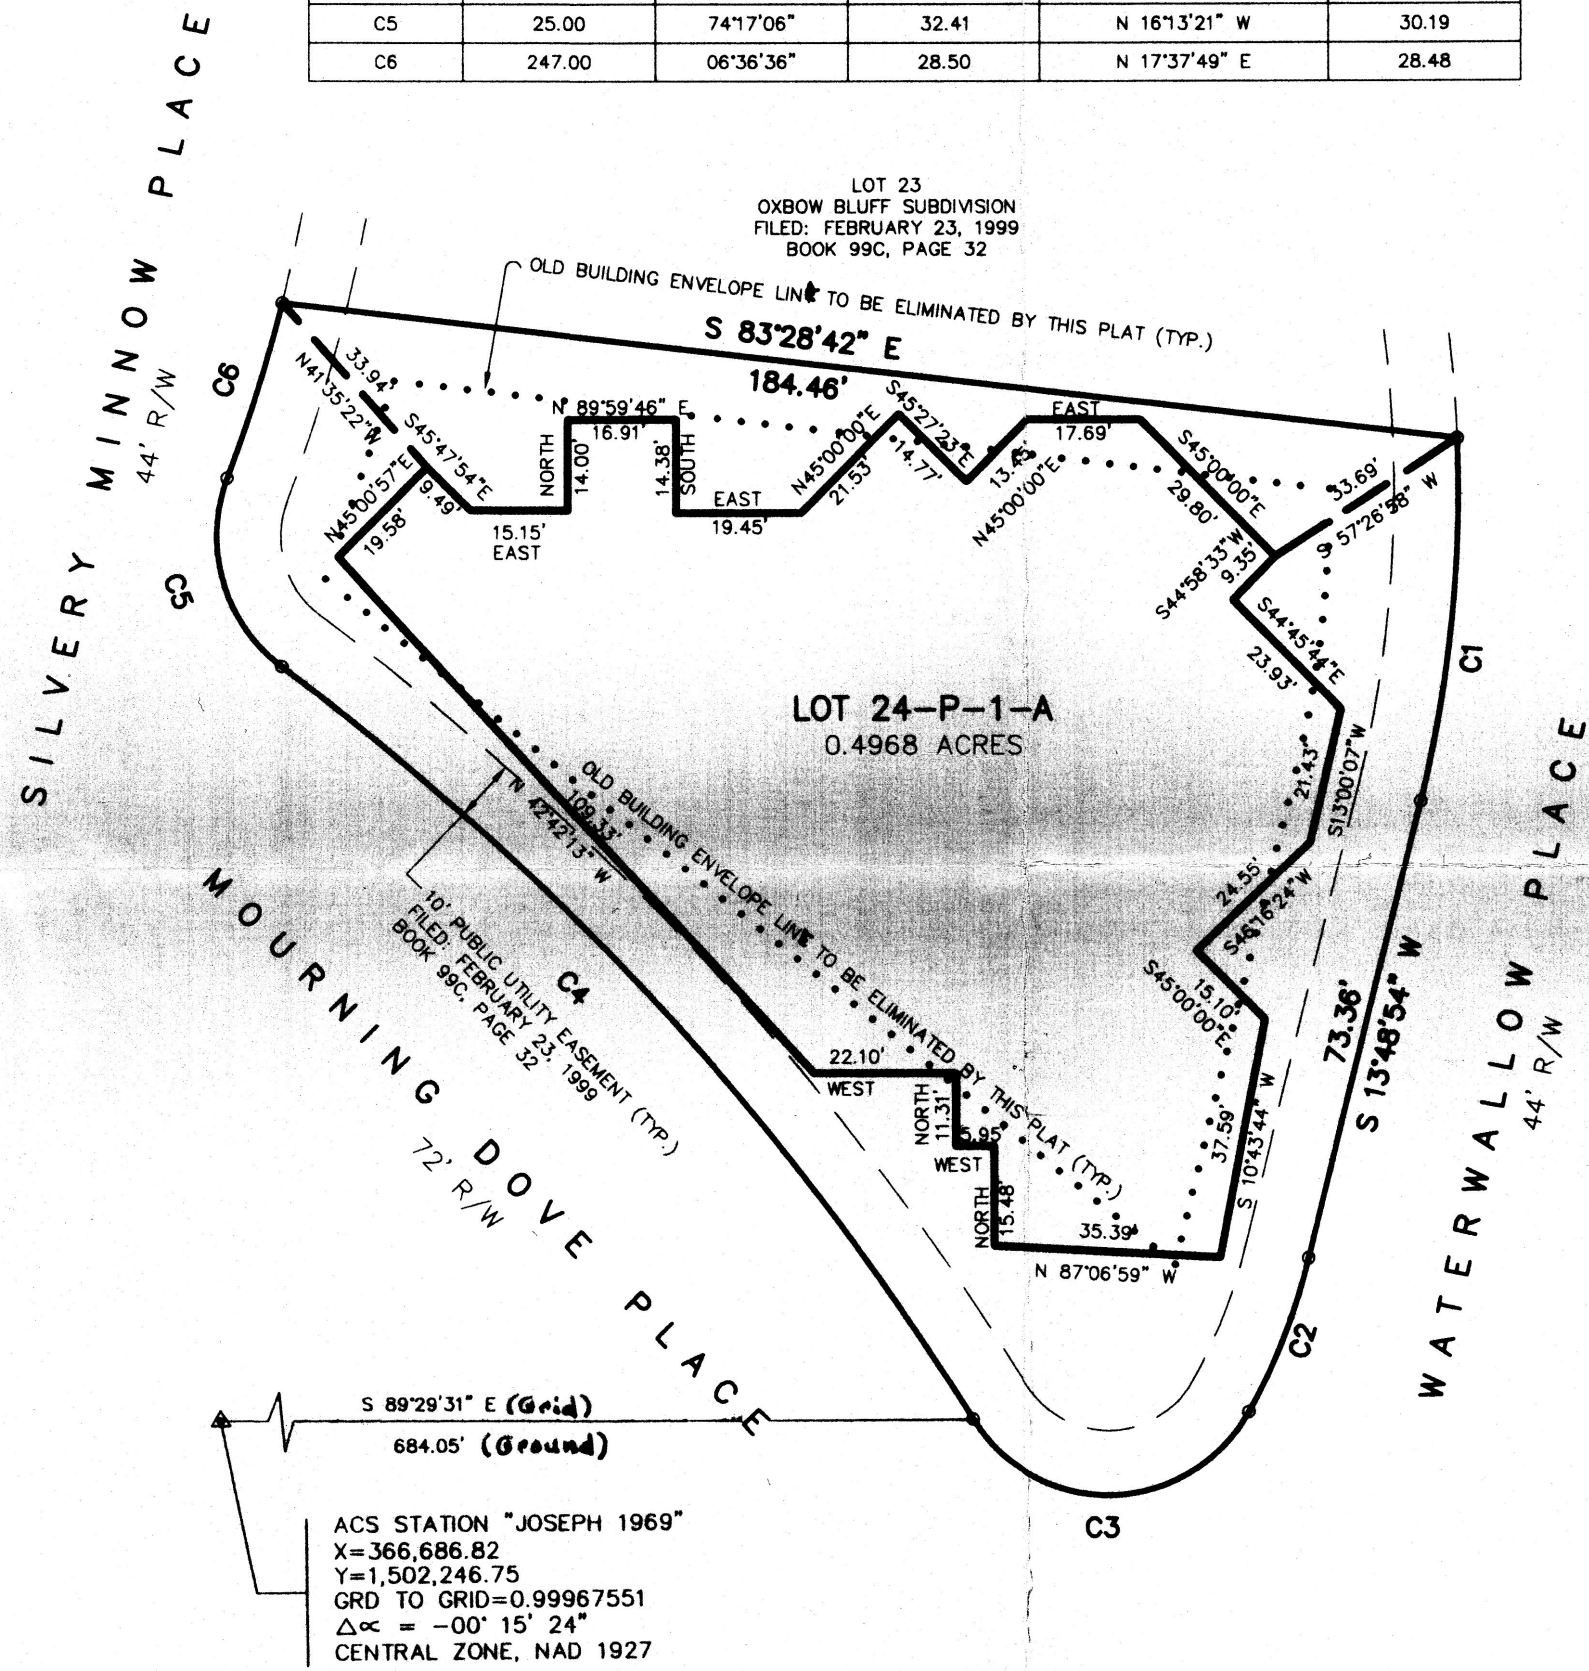 C5 25.00 74°17'06" 32.41 N 16°13'21" W 30.19
C6 247.00 06°36'36" 28.50 N 17°37'49" E 28.48
SILVERY MINNOW PLACE
44' R/W
LOT 23
OXBOW BLUFF SUBDIVISION
FILED: FEBRUARY 23, 1999
BOOK 99C, PAGE 32
OLD BUILDING ENVELOPE LINE TO BE ELIMINATED BY THIS PLAT (TYP.)
S 83°28'42" E
184.46'
C6
33.94'
N41°35'22"W
S45°47'54"E
9.49'
N45°00'57"E
19.58'
15.15'
EAST
NORTH
14.00'
N 89°59'46" E
16.91'
14.38'
SOUTH
EAST
19.45'
N45°00'00"E
21.53'
S45°27'23"E
14.77'
13.45'
N45°00'00"E
EAST
17.69'
S45°00'00"E
29.80'
33.69'
S 57°26'58" W
S44°58'33"W
9.35'
S44°45'44"E
23.93'
C5
C1
LOT 24-P-1-A
0.4968 ACRES
21.43'
S13°00'07"W
24.55'
S46°16'24"W
S45°00'00"E
15.10'
73.36'
S 13°48'54" W
WATERWALLOW PLACE
44' R/W
OLD BUILDING ENVELOPE LINE TO BE ELIMINATED BY THIS PLAT (TYP.)
109.33'
N 42°42'13" W
10' PUBLIC UTILITY EASEMENT (TYP.)
FILED: FEBRUARY 23, 1999
BOOK 99C, PAGE 32
C4
MOURNING DOVE PLACE
72' R/W
22.10'
WEST
NORTH
11.31'
5.95'
WEST
NORTH
15.48'
35.39'
N 87°06'59" W
37.59'
S 10°43'44" W
C2
C3
S 89°29'31" E (Grid)
684.05' (Ground)
ACS STATION "JOSEPH 1969"
X=366,686.82
Y=1,502,246.75
GRD TO GRID=0.99967551
△∝ = -00° 15' 24"
CENTRAL ZONE, NAD 1927